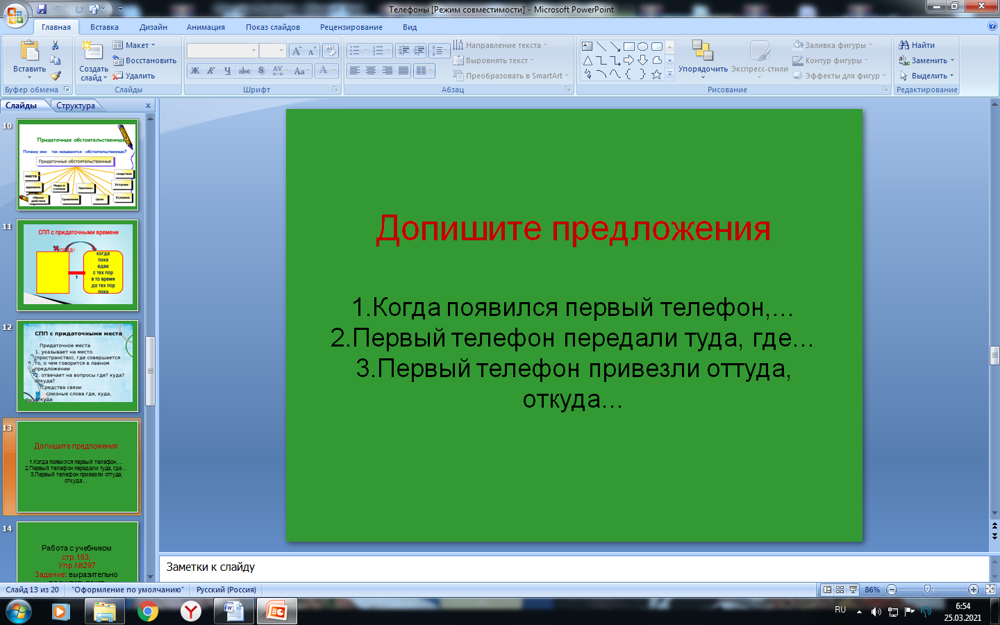 Телефоны [Режим совместимости] - Microsoft PowerPoint
Главная Вставка Дизайн Анимация Показ слайдов Рецензирование Вид
Вставить
Буфер обмена
Создать слайд
Макет
Восстановить
Удалить
Слайды
Ж К Ч abc S AV Aa A
Шрифт
Направление текста
Выровнять текст
Преобразовать в SmartArt
Абзац
Упорядочить
Экспресс-стили
Заливка фигуры
Контур фигуры
Эффекты для фигур
Рисование
Найти
Заменить
Выделить
Редактирование
Слайды Структура x
10
Придаточные обстоятельственные
Почему они так называются -обстоятельственные?
Придаточные обстоятельственные
места
следствия
времени
Меры и степени
Причины
Уступки
Образа действия
Сравнения
Цели
Условия
11
СПП с придаточными времени
когда?
когда
пока
едва
с тех пор
в то время
до тех пор
пока
,
12
СПП с придаточными места
Придаточное место
1. указывает на место
(пространство), где совершается
то, о чем говорится в главном
предложении
2. отвечает на вопросы где? куда?
откуда?
Средства связи:
союзные слова где, куда,
откуда
13
Допишите предложения
1.Когда появился первый телефон,...
2.Первый телефон передали туда, где...
3.Первый телефон привезли оттуда,
откуда...
14
Работа с учебником
стр.163,
Упр.№297
Задание: выразительно
Допишите предложения
1.Когда появился первый телефон,...
2.Первый телефон передали туда, где...
3.Первый телефон привезли оттуда,
откуда...
Заметки к слайду
Слайд 13 из 20 "Оформление по умолчанию" Русский (Россия) 86%
RU
6:54
25.03.2021